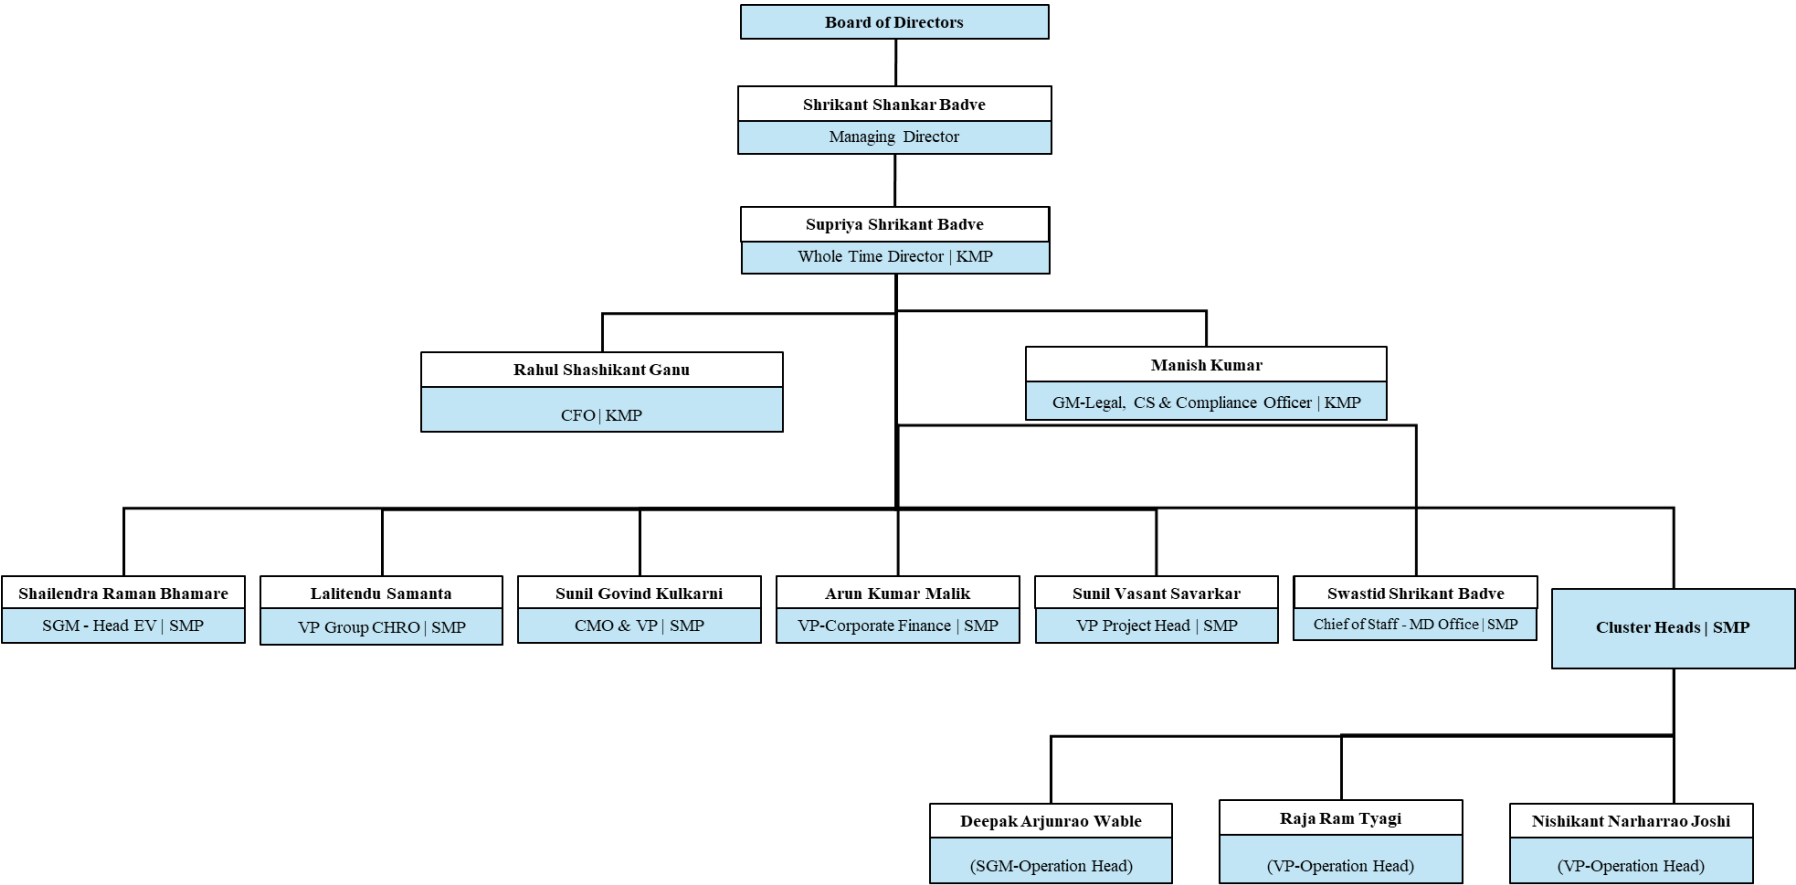 Board of Directors
Shrikant Shankar Badve
Managing Director
Supriya Shrikant Badve
Whole Time Director | KMP
Rahul Shashikant Ganu
CFO | KMP
Manish Kumar
GM-Legal, CS & Compliance Officer | KMP
Shailendra Raman Bhamare
SGM - Head EV | SMP
Lalitendu Samanta
VP Group CHRO | SMP
Sunil Govind Kulkarni
CMO & VP | SMP
Arun Kumar Malik
VP-Corporate Finance | SMP
Sunil Vasant Savarkar
VP Project Head | SMP
Swastid Shrikant Badve
Chief of Staff - MD Office | SMP
Cluster Heads | SMP
Deepak Arjunrao Wable
(SGM-Operation Head)
Raja Ram Tyagi
(VP-Operation Head)
Nishikant Narharrao Joshi
(VP-Operation Head)